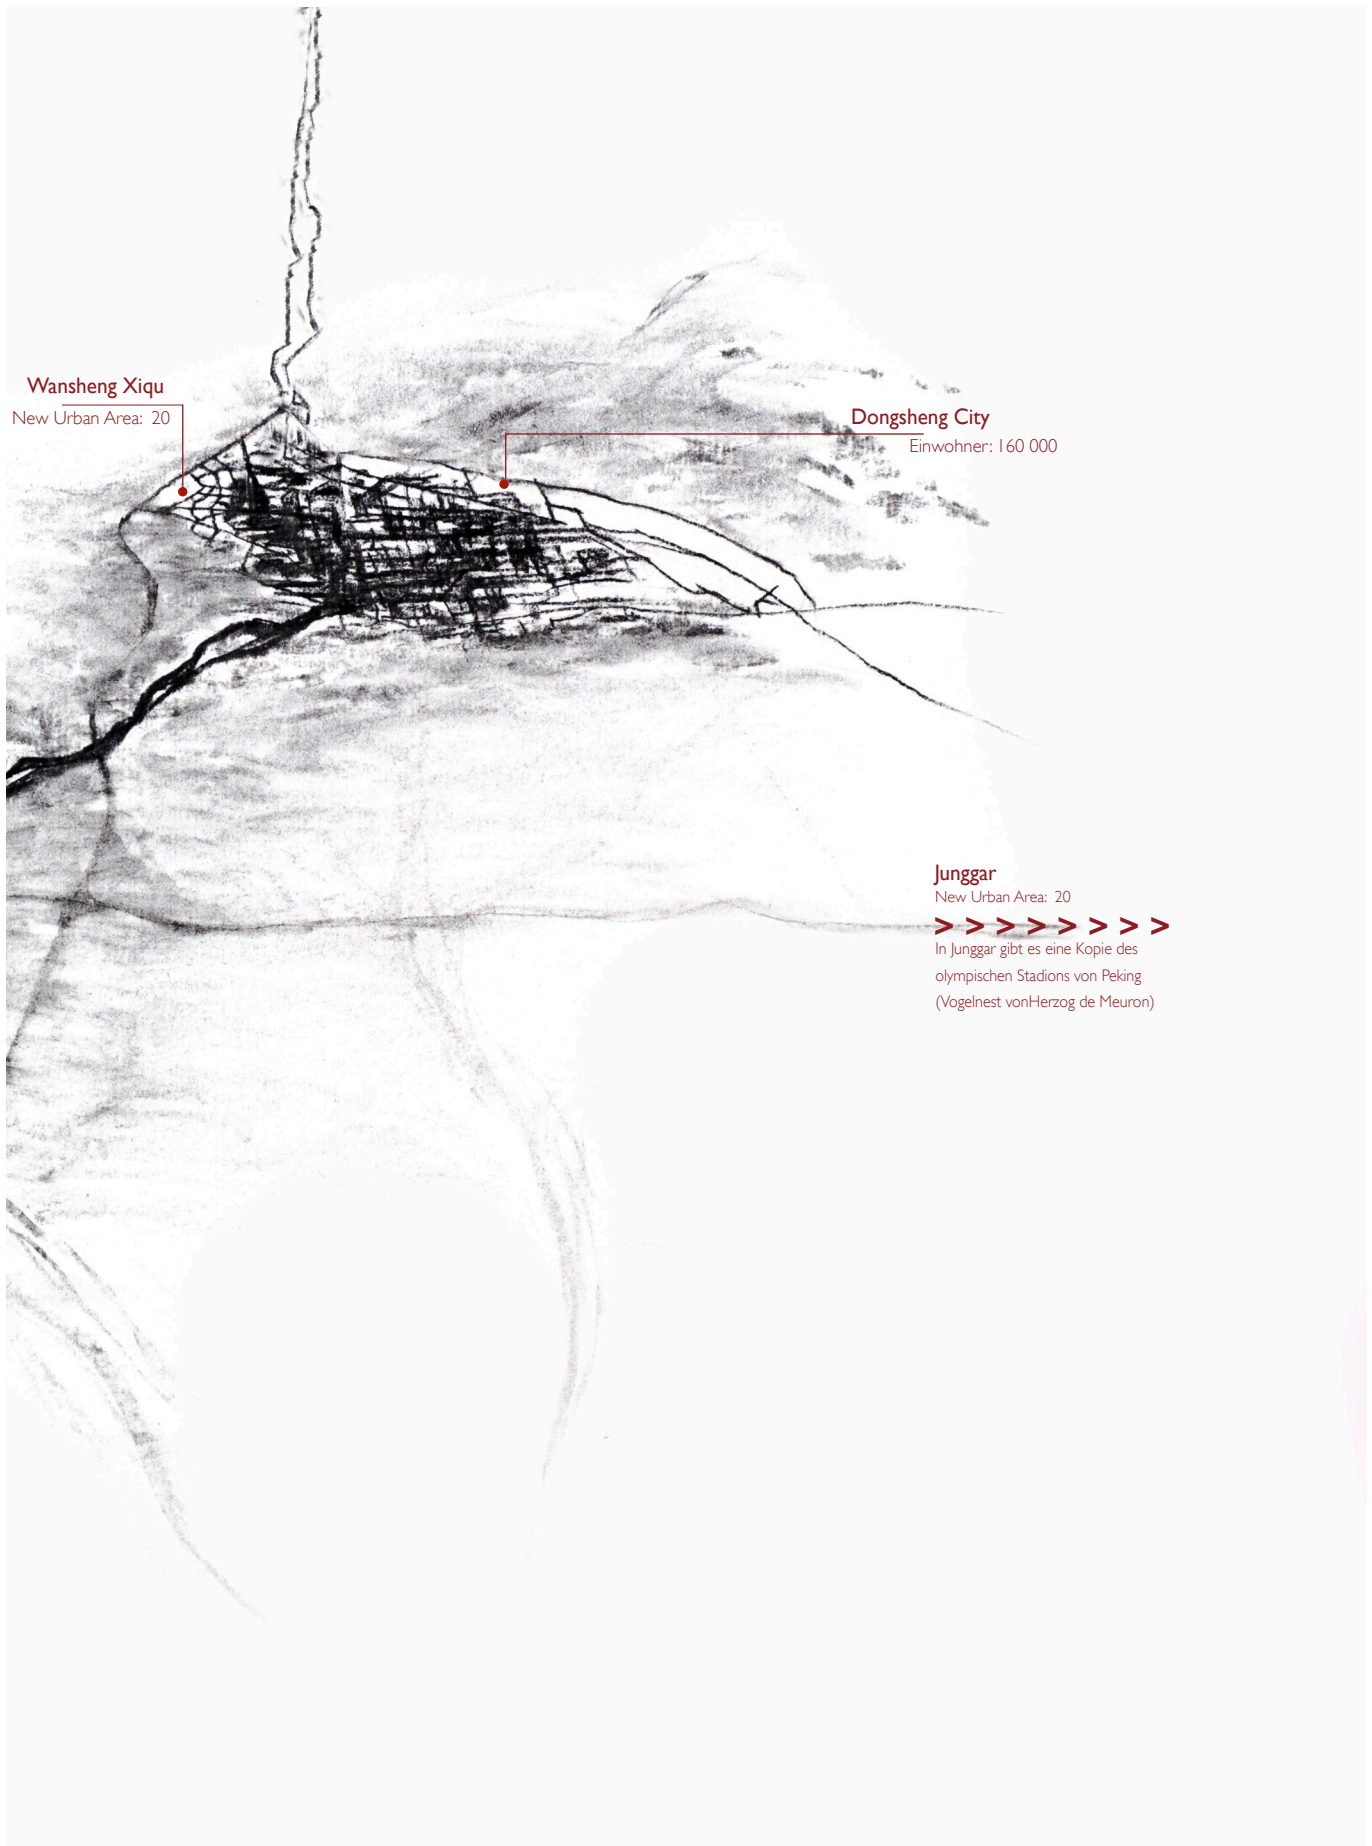 Wansheng Xiqu
New Urban Area: 20
Dongsheng City
Einwohner: 160 000
Junggar
New Urban Area: 20
> > > > > > > >
In Junggar gibt es eine Kopie des
olympischen Stadions von Peking
(Vogelnest vonHerzog de Meuron)